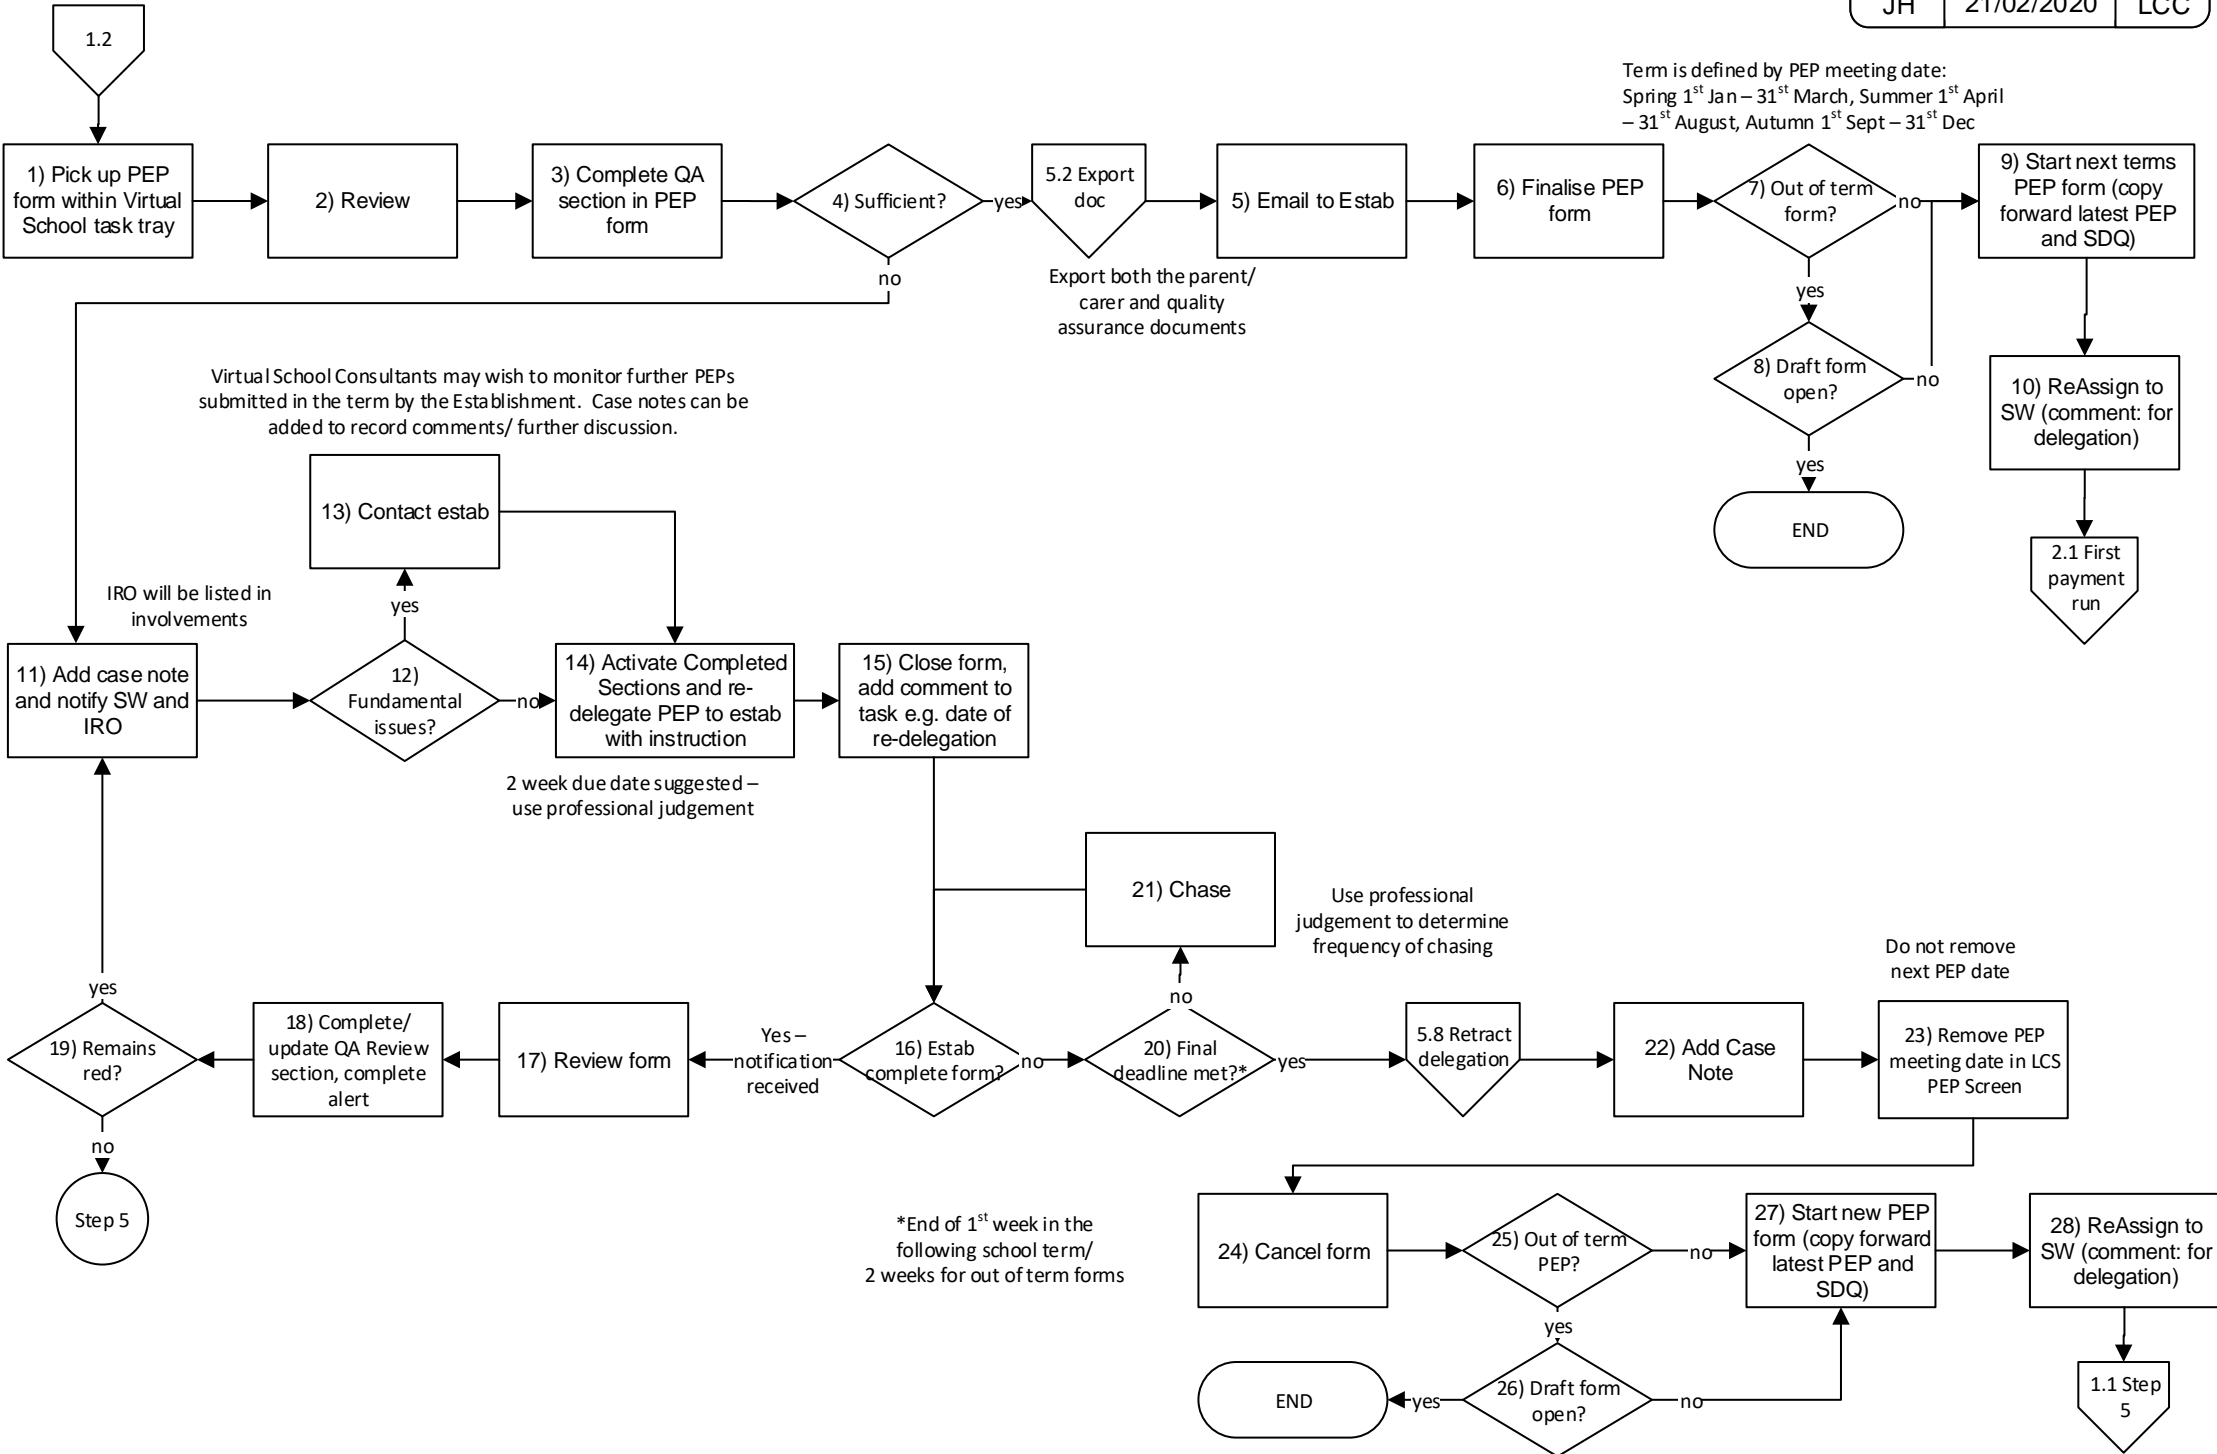 JH 21/02/2020 LCC
1.2
Term is defined by PEP meeting date:
Spring 1st Jan – 31st March, Summer 1st April
– 31st August, Autumn 1st Sept – 31st Dec
1) Pick up PEP
form within Virtual
School task tray
2) Review
3) Complete QA
section in PEP
form
4) Sufficient?
yes
no
5.2 Export
doc
Export both the parent/
carer and quality
assurance documents
5) Email to Estab
6) Finalise PEP
form
7) Out of term
form?
no
yes
8) Draft form
open?
no
yes
END
9) Start next terms
PEP form (copy
forward latest PEP
and SDQ)
10) ReAssign to
SW (comment: for
delegation)
2.1 First
payment
run
Virtual School Consultants may wish to monitor further PEPs
submitted in the term by the Establishment. Case notes can be
added to record comments/ further discussion.
13) Contact estab
IRO will be listed in
involvements
yes
11) Add case note
and notify SW and
IRO
12)
Fundamental
issues?
no
14) Activate Completed
Sections and re-
delegate PEP to estab
with instruction
2 week due date suggested –
use professional judgement
15) Close form,
add comment to
task e.g. date of
re-delegation
21) Chase
Use professional
judgement to determine
frequency of chasing
no
Do not remove
next PEP date
yes
19) Remains
red?
no
Step 5
18) Complete/
update QA Review
section, complete
alert
17) Review form
Yes –
notification
received
16) Estab
complete form?
no
20) Final
deadline met?*
yes
5.8 Retract
delegation
22) Add Case
Note
23) Remove PEP
meeting date in LCS
PEP Screen
*End of 1st week in the
following school term/
2 weeks for out of term forms
24) Cancel form
25) Out of term
PEP?
no
yes
27) Start new PEP
form (copy forward
latest PEP and
SDQ)
28) ReAssign to
SW (comment: for
delegation)
END
yes
26) Draft form
open?
no
1.1 Step
5